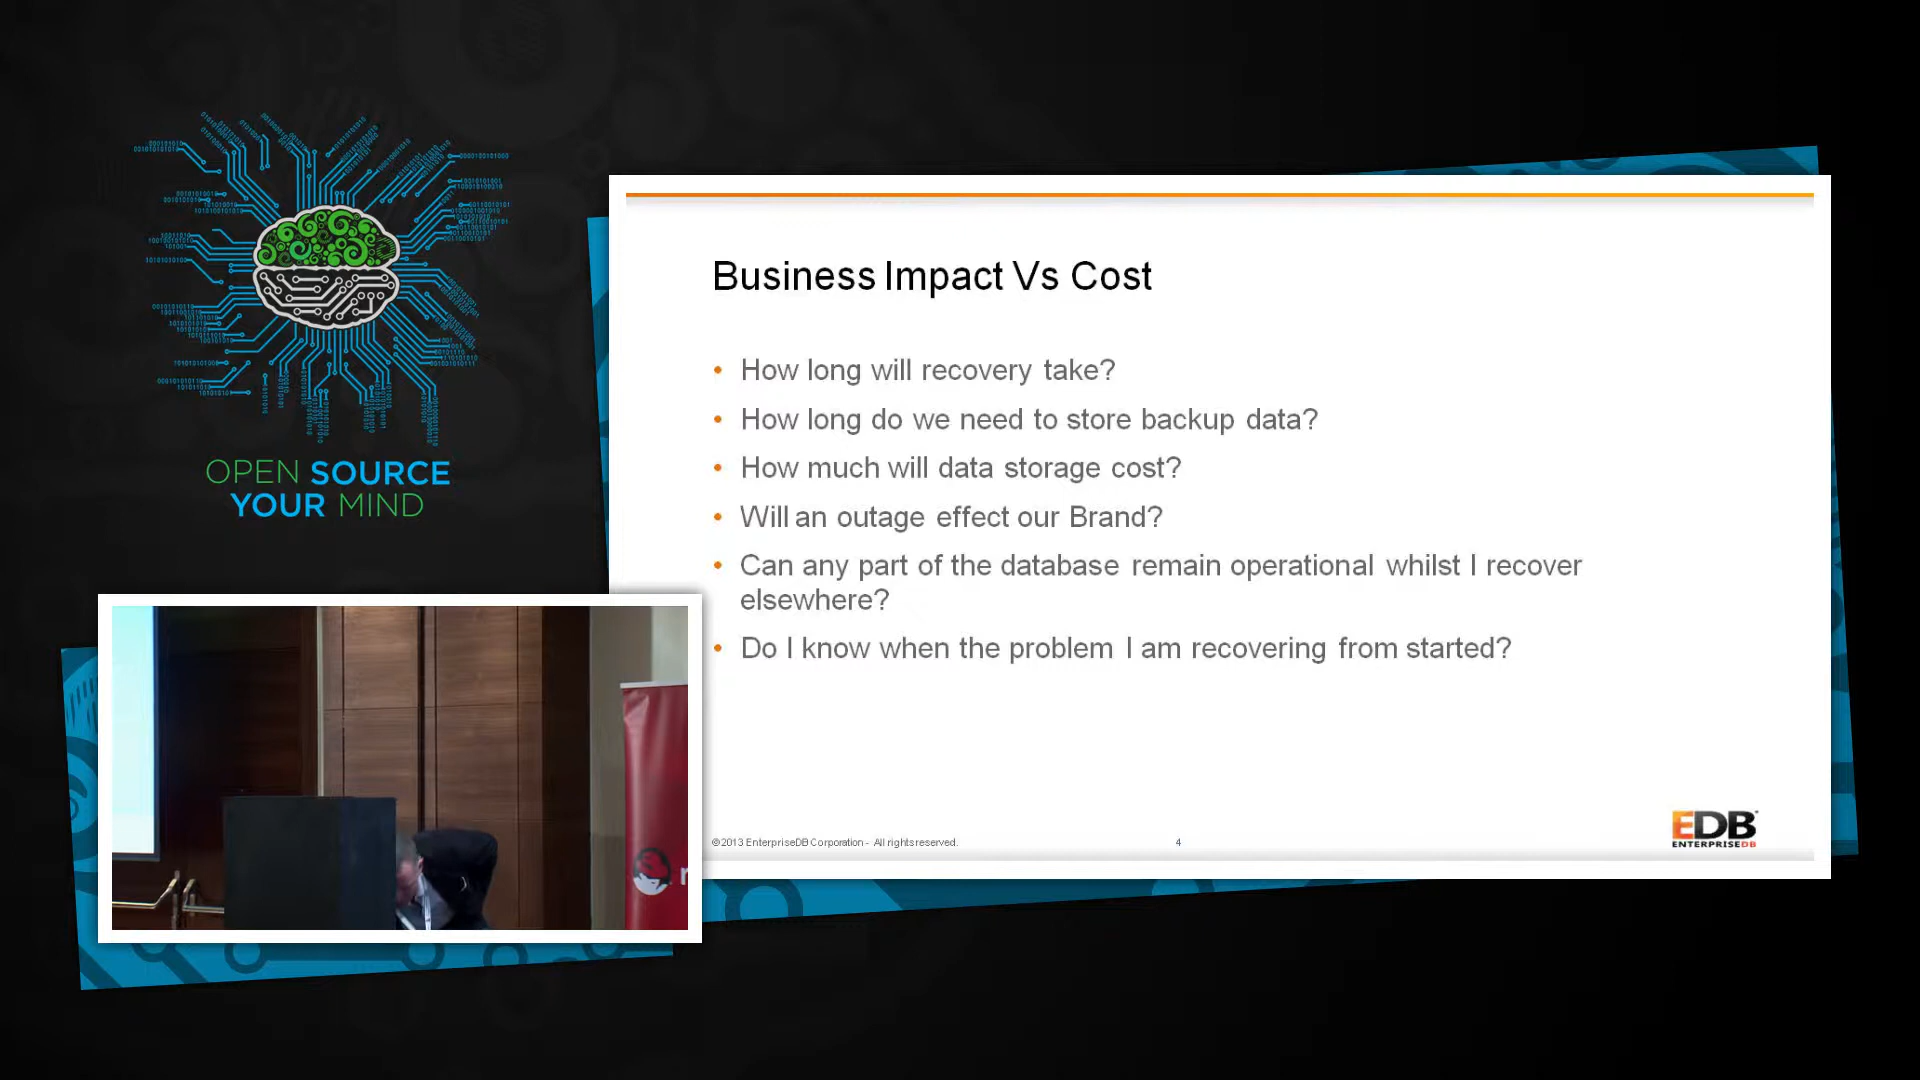 OPEN SOURCE
YOUR MIND
Business Impact Vs Cost
• How long will recovery take?
• How long do we need to store backup data?
• How much will data storage cost?
• Will an outage effect our Brand?
• Can any part of the database remain operational whilst I recover
elsewhere?
• Do I know when the problem I am recovering from started?
©2013 EnterpriseDB Corporation - All rights reserved.
4
EDB
ENTERPRISEDB